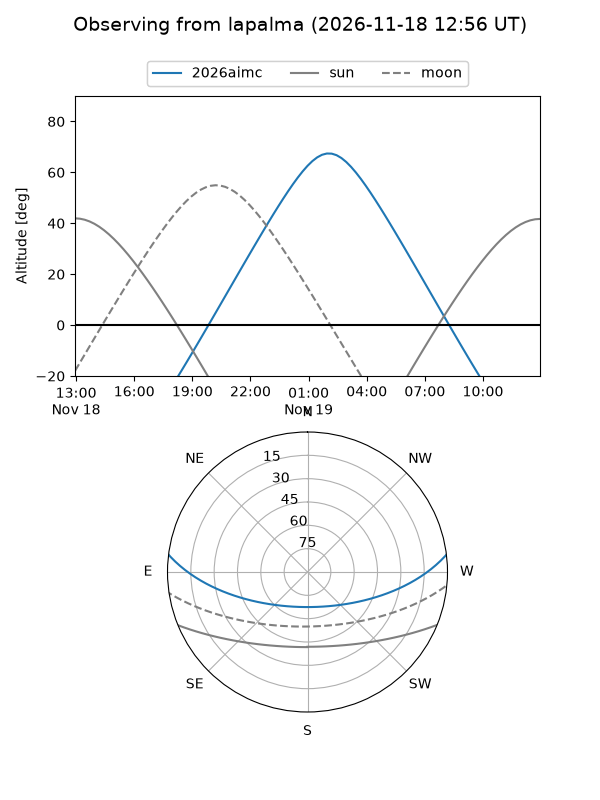 Observing from lapalma (2026-11-18 12:56 UT)
2026aimc sun moon
80
60
40
20
0
−20
Altitude [deg]
13:00 16:00 19:00 22:00 01:00 04:00 07:00 10:00
Nov 18 Nov 19
N
NE NW
15
30
45
60
75
E W
SE SW
S